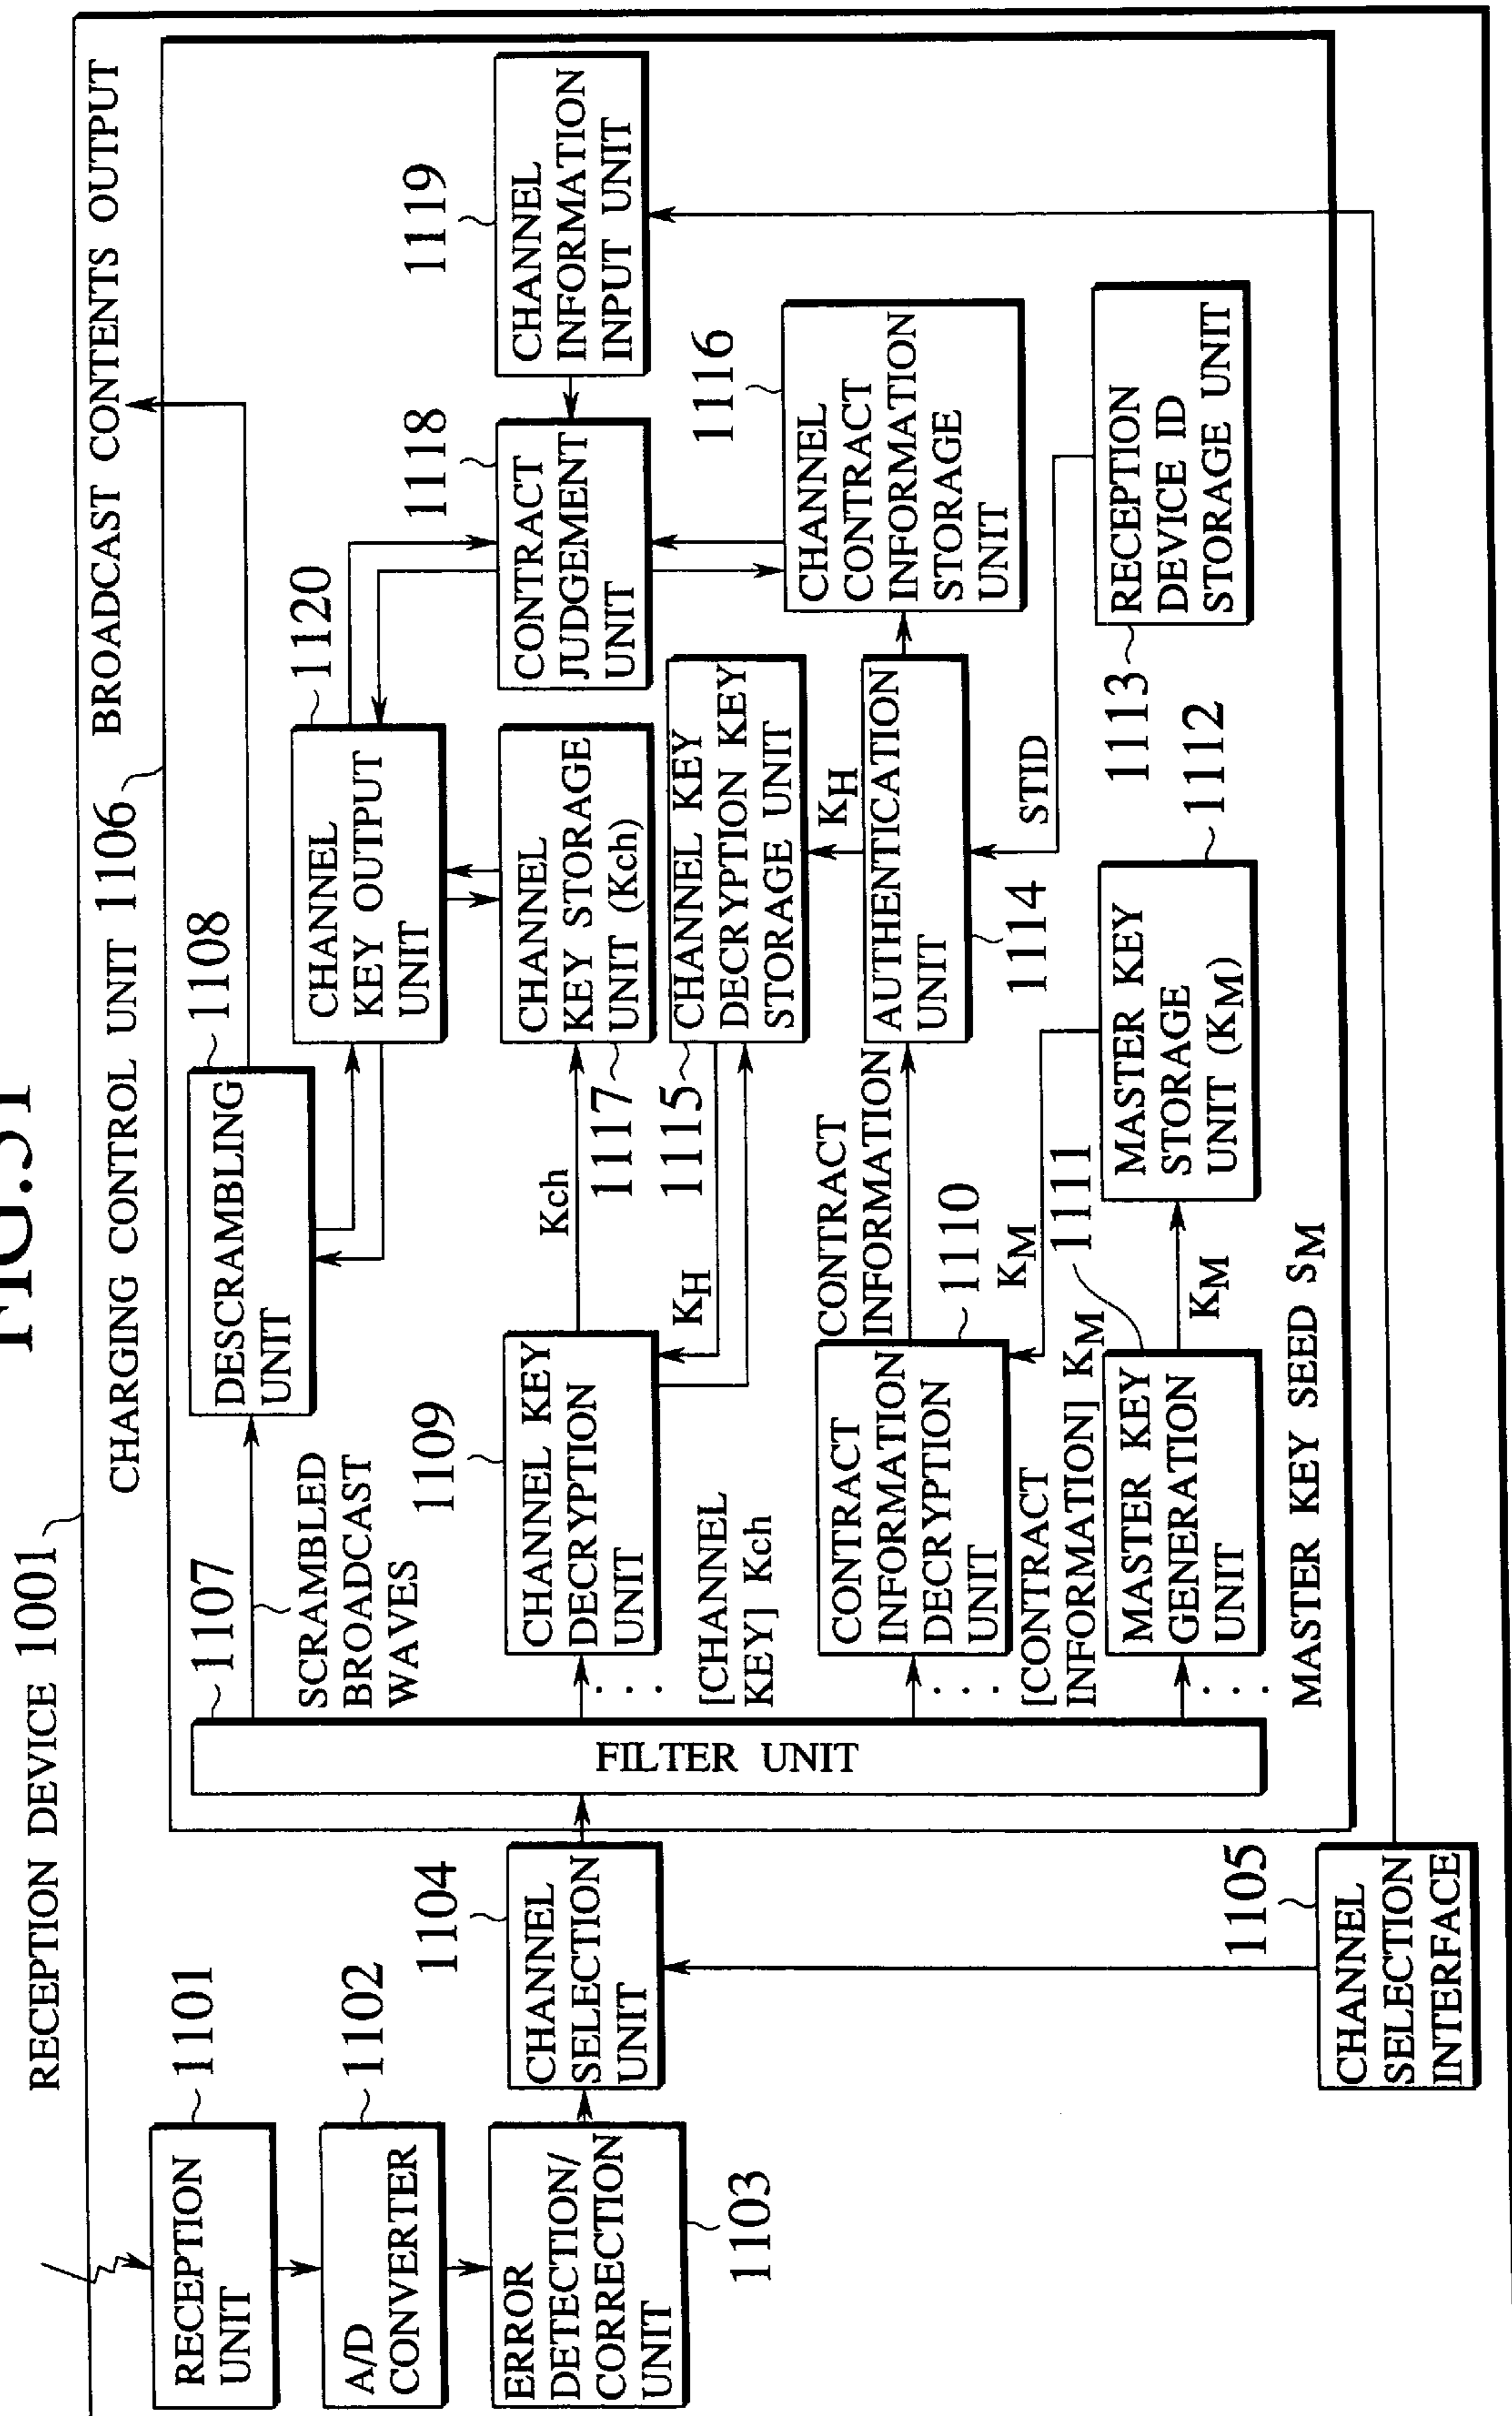 FIG.31
RECEPTION DEVICE 1001
CHARGING CONTROL UNIT 1106
BROADCAST CONTENTS OUTPUT
1101
RECEPTION
UNIT
1102
A/D
CONVERTER
ERROR
DETECTION/
CORRECTION
UNIT
1103
1104
CHANNEL
SELECTION
UNIT
1105
CHANNEL
SELECTION
INTERFACE
1107
FILTER UNIT
SCRAMBLED
BROADCAST
WAVES
1108
DESCRAMBLING
UNIT
1109
CHANNEL KEY
DECRYPTION
UNIT
[CHANNEL
KEY] Kch
. . .
Kch
KH
CONTRACT
INFORMATION
DECRYPTION
UNIT
1110
. . .
[CONTRACT
INFORMATION] KM
CONTRACT
INFORMATION
KM
1111
MASTER KEY
GENERATION
UNIT
. . .
MASTER KEY SEED SM
KM
1112
MASTER KEY
STORAGE
UNIT (KM)
1120
CHANNEL
KEY OUTPUT
UNIT
CHANNEL
KEY STORAGE
UNIT (Kch)
1117
1115
CHANNEL KEY
DECRYPTION KEY
STORAGE UNIT
KH
AUTHENTICATION
UNIT
1114
STID
1113
RECEPTION
DEVICE ID
STORAGE UNIT
1118
CONTRACT
JUDGEMENT
UNIT
1116
CHANNEL
CONTRACT
INFORMATION
STORAGE
UNIT
1119
CHANNEL
INFORMATION
INPUT UNIT